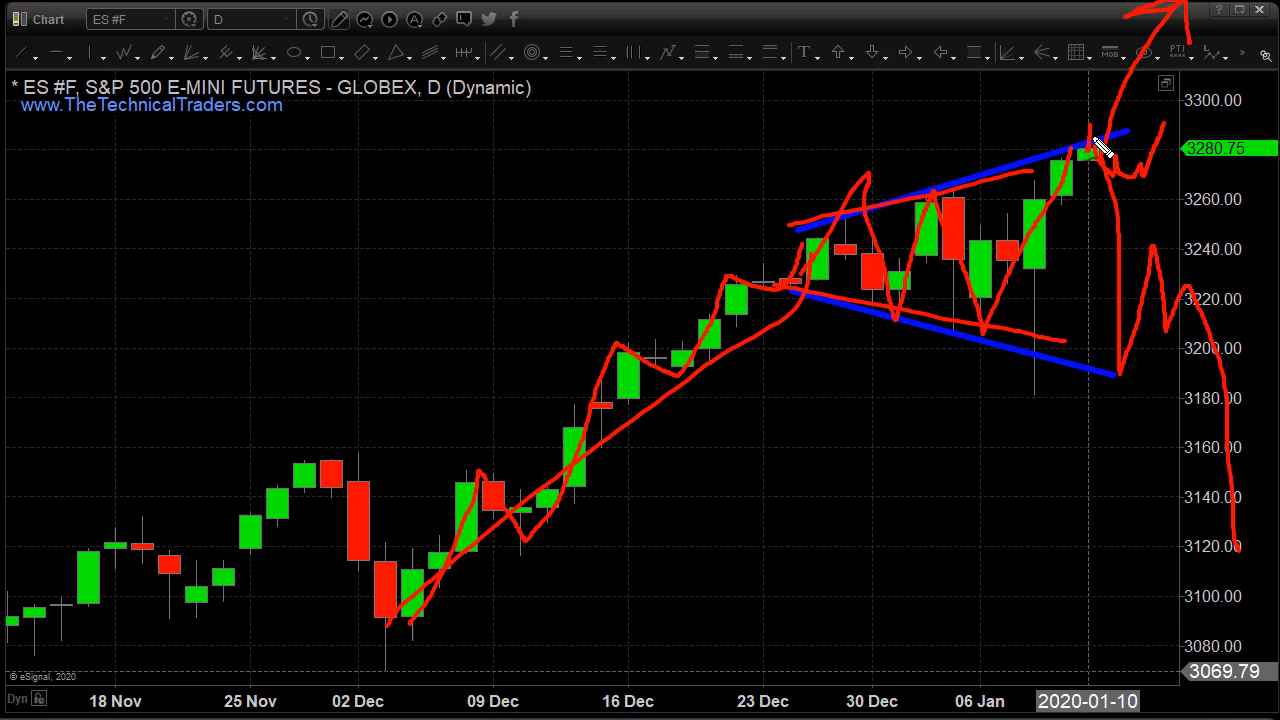 Chart ES #F D
* ES #F, S&P 500 E-MINI FUTURES - GLOBEX, D (Dynamic)
www.TheTechnicalTraders.com
3300.00
3280.75
3260.00
3240.00
3220.00
3200.00
3180.00
3160.00
3140.00
3120.00
3100.00
3080.00
3069.79
© eSignal, 2020
Dyn 18 Nov 25 Nov 02 Dec 09 Dec 16 Dec 23 Dec 30 Dec 06 Jan 2020-01-10
A
T
MOB
PTI